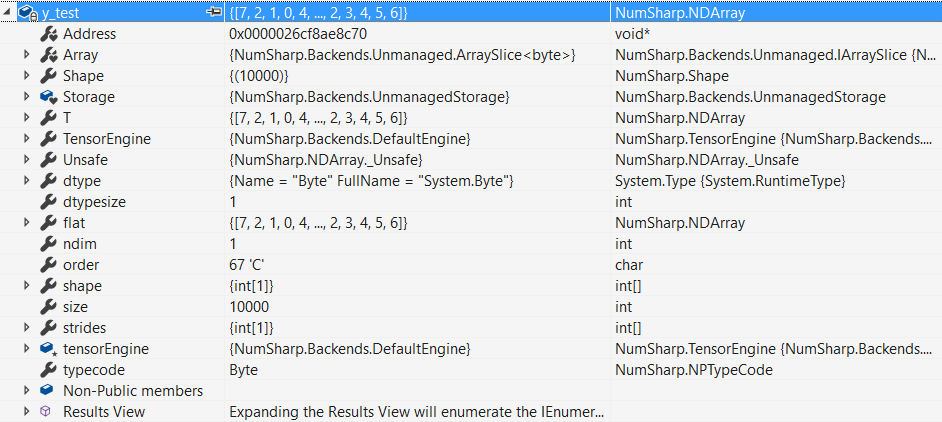 y_test {[7, 2, 1, 0, 4, ..., 2, 3, 4, 5, 6]} NumSharp.NDArray
Address 0x0000026cf8ae8c70 void*
Array {NumSharp.Backends.Unmanaged.ArraySlice<byte>} NumSharp.Backends.Unmanaged.IArraySlice {N...
Shape {(10000)} NumSharp.Shape
Storage {NumSharp.Backends.UnmanagedStorage} NumSharp.Backends.UnmanagedStorage
T {[7, 2, 1, 0, 4, ..., 2, 3, 4, 5, 6]} NumSharp.NDArray
TensorEngine {NumSharp.Backends.DefaultEngine} NumSharp.TensorEngine {NumSharp.Backends....
Unsafe {NumSharp.NDArray._Unsafe} NumSharp.NDArray._Unsafe
dtype {Name = "Byte" FullName = "System.Byte"} System.Type {System.RuntimeType}
dtypesize 1 int
flat {[7, 2, 1, 0, 4, ..., 2, 3, 4, 5, 6]} NumSharp.NDArray
ndim 1 int
order 67 'C' char
shape {int[1]} int[]
size 10000 int
strides {int[1]} int[]
tensorEngine {NumSharp.Backends.DefaultEngine} NumSharp.TensorEngine {NumSharp.Backends....
typecode Byte NumSharp.NPTypeCode
Non-Public members
Results View Expanding the Results View will enumerate the IEnumer...